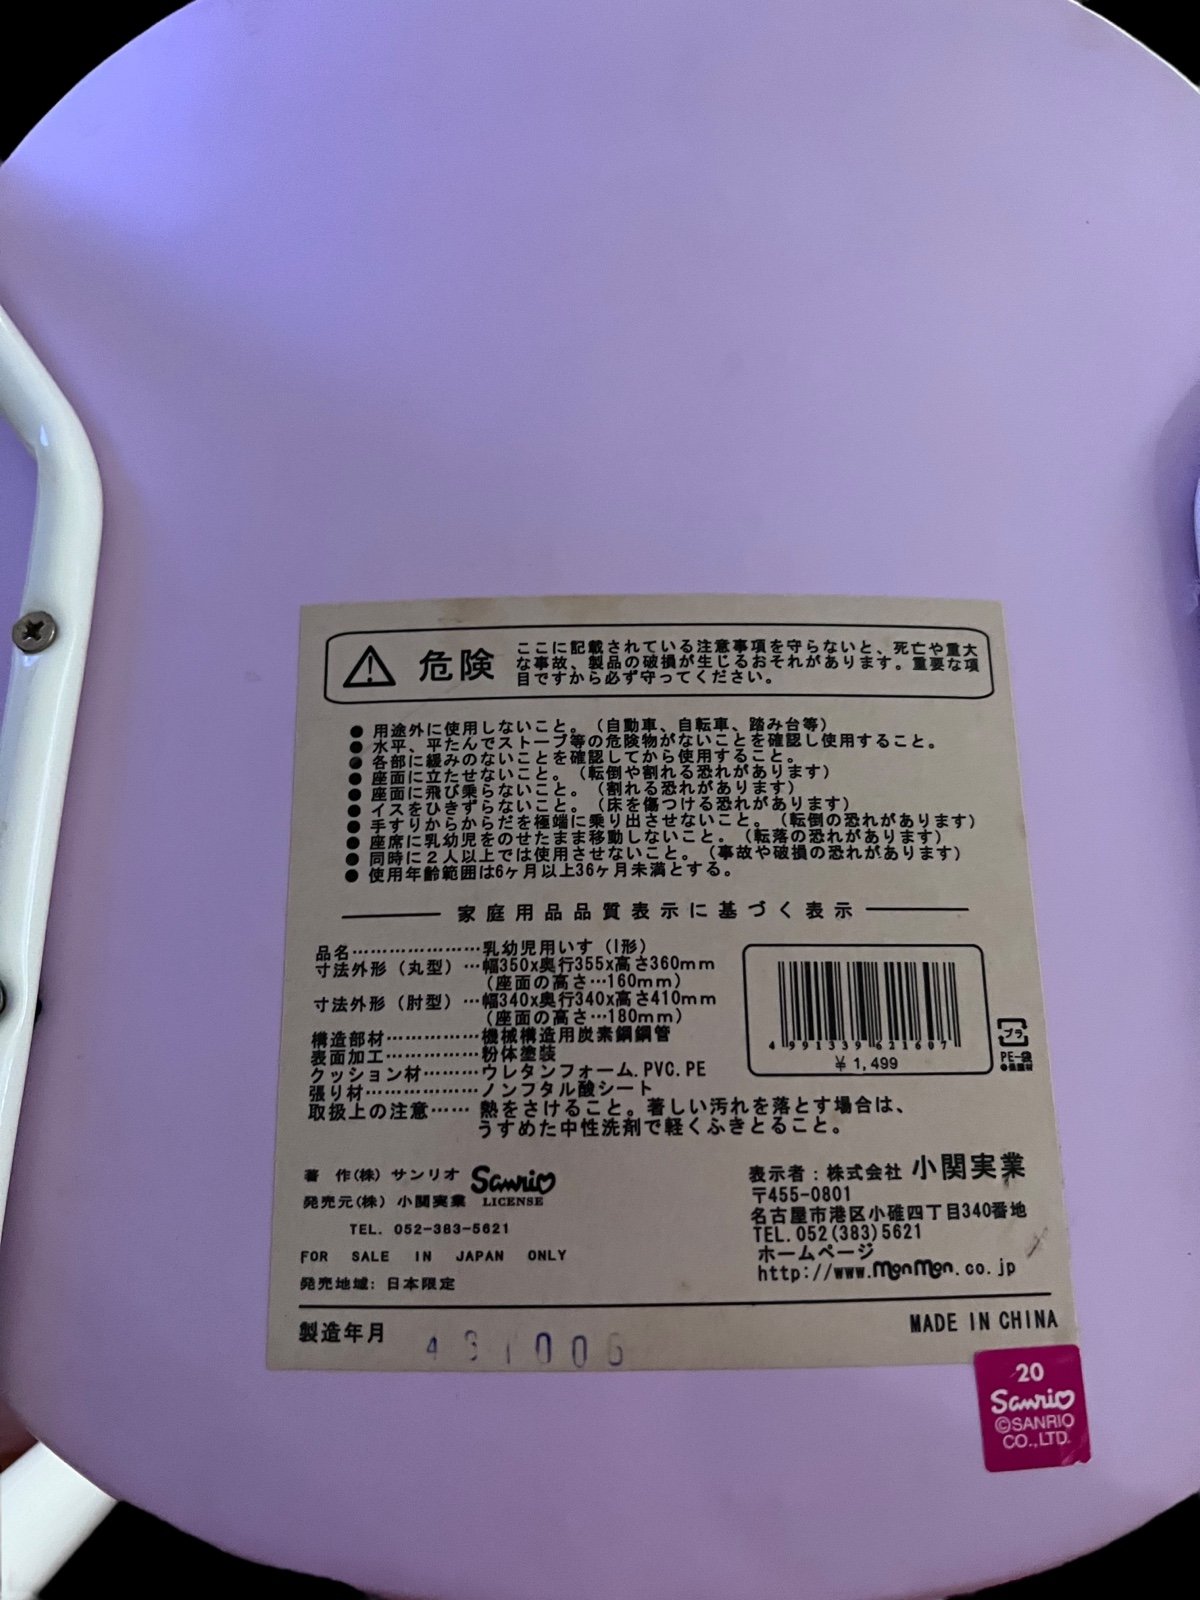 危険
ここに記載されている注意事項を守らないと、死亡や重大
な事故、製品の破損が生じるおそれがあります。重要な項
目ですから必ず守ってください。
● 用途外に使用しないこと。（自動車、自転車、踏み台等）
● 水平、平たんでストーブ等の危険物がないことを確認し使用すること。
● 各部に緩みのないことを確認してから使用すること。
● 座面に立たせないこと。（転倒や割れる恐れがあります）
● 座面に飛び乗らないこと。（割れる恐れがあります）
● イスをひきずらないこと。（床を傷つける恐れがあります）
● 手すりからからだを極端に乗り出させないこと。（転倒の恐れがあります）
● 座席に乳幼児をのせたまま移動しないこと。（転落の恐れがあります）
● 同時に2人以上では使用させないこと。（事故や破損の恐れがあります）
● 使用年齢範囲は6ヶ月以上36ヶ月未満とする。
家庭用品品質表示に基づく表示
品名…………………乳幼児用いす（I形）
寸法外形（丸型）…幅350x奥行355x高さ360mm
（座面の高さ…160mm）
寸法外形（肘型）…幅340x奥行340x高さ410mm
（座面の高さ…180mm）
構造部材……………機械構造用炭素鋼鋼管
表面加工……………粉体塗装
クッション材………ウレタンフォーム.PVC.PE
張り材………………ノンフタル酸シート
取扱上の注意……熱をさけること。著しい汚れを落とす場合は、
うすめた中性洗剤で軽くふきとること。
4991339621607
¥1,499
プラ
PE-袋
著 作(株) サンリオ Sanrio
発売元(株) 小関実業 LICENSE
TEL. 052-383-5621
FOR SALE IN JAPAN ONLY
発売地域: 日本限定
表示者：株式会社 小関実業
〒455-0801
名古屋市港区小碓四丁目340番地
TEL.052(383)5621
ホームページ
http://www.MonMon.co.jp
製造年月
MADE IN CHINA
20
Sanrio
©SANRIO
CO.,LTD.